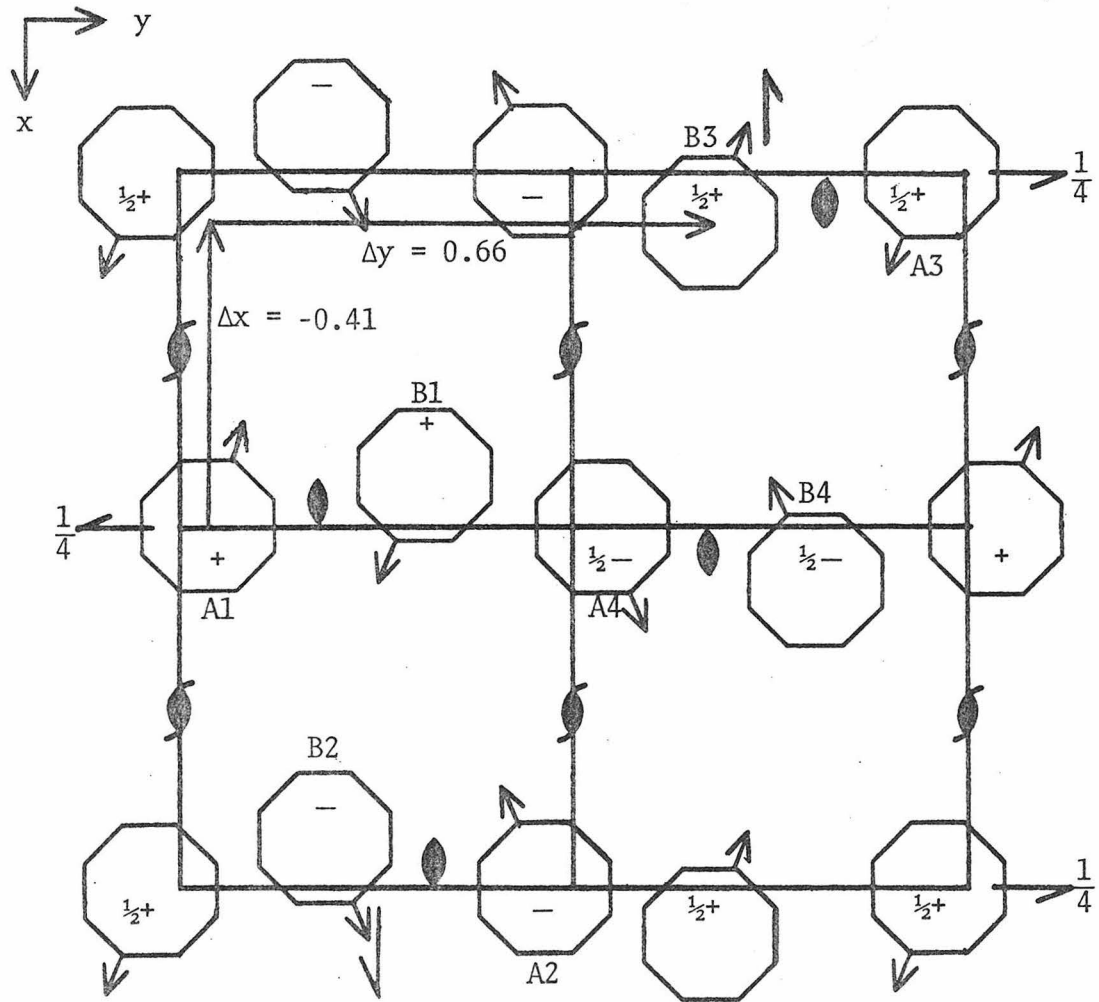 y
x
−
B3
½+
−
½+
½+
1/4
A3
Δy = 0.66
Δx = -0.41
B1
+
B4
1/4
+
½−
½−
+
A1
A4
B2
−
½+
−
½+
½+
1/4
A2